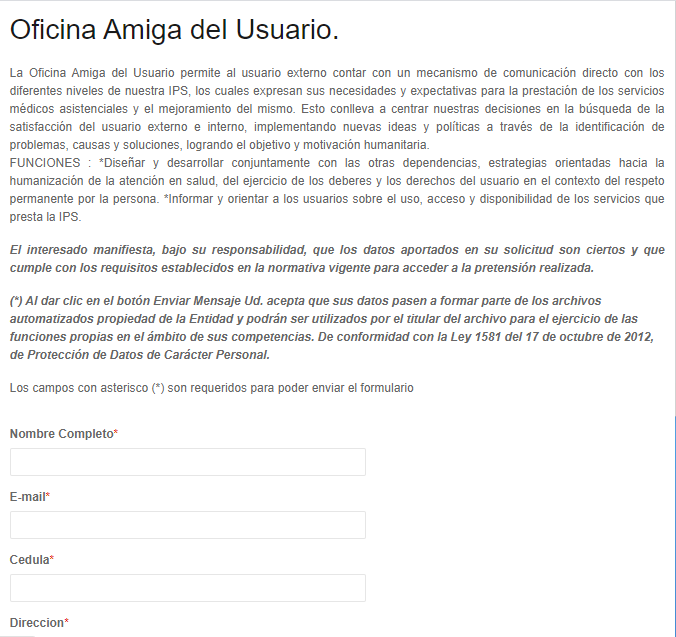 Oficina Amiga del Usuario.
La Oficina Amiga del Usuario permite al usuario externo contar con un mecanismo de comunicación directo con los
diferentes niveles de nuestra IPS, los cuales expresan sus necesidades y expectativas para la prestación de los servicios
médicos asistenciales y el mejoramiento del mismo. Esto conlleva a centrar nuestras decisiones en la búsqueda de la
satisfacción del usuario externo e interno, implementando nuevas ideas y políticas a través de la identificación de
problemas, causas y soluciones, logrando el objetivo y motivación humanitaria.
FUNCIONES : *Diseñar y desarrollar conjuntamente con las otras dependencias, estrategias orientadas hacia la
humanización de la atención en salud, del ejercicio de los deberes y los derechos del usuario en el contexto del respeto
permanente por la persona. *Informar y orientar a los usuarios sobre el uso, acceso y disponibilidad de los servicios que
presta la IPS.
El interesado manifiesta, bajo su responsabilidad, que los datos aportados en su solicitud son ciertos y que
cumple con los requisitos establecidos en la normativa vigente para acceder a la pretensión realizada.
(*) Al dar clic en el botón Enviar Mensaje Ud. acepta que sus datos pasen a formar parte de los archivos
automatizados propiedad de la Entidad y podrán ser utilizados por el titular del archivo para el ejercicio de las
funciones propias en el ámbito de sus competencias. De conformidad con la Ley 1581 del 17 de octubre de 2012,
de Protección de Datos de Carácter Personal.
Los campos con asterisco (*) son requeridos para poder enviar el formulario
Nombre Completo*
E-mail*
Cedula*
Direccion*